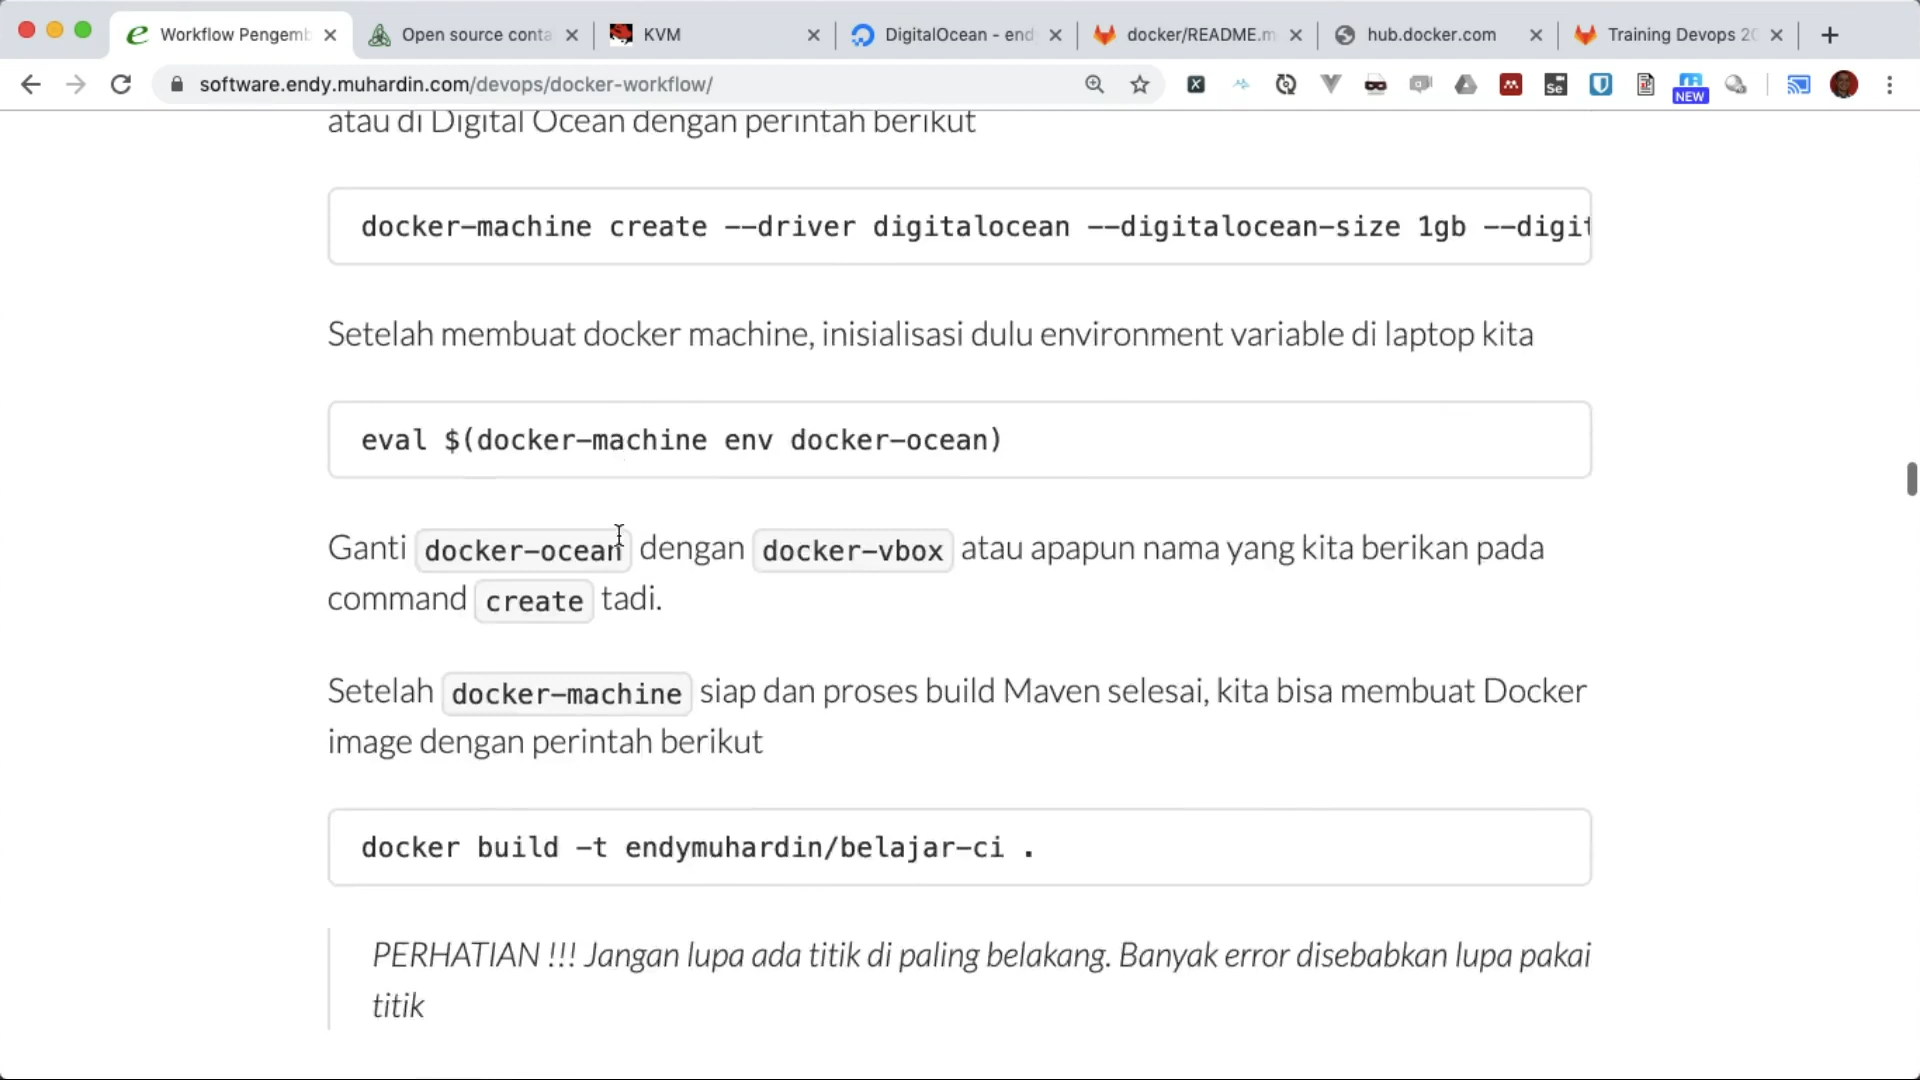 Workflow Pengemb
Open source conta
KVM
DigitalOcean - end
docker/README.m
hub.docker.com
Training Devops 20
software.endy.muhardin.com/devops/docker-workflow/
Se
NEW
atau di Digital Ocean dengan perintah berikut
docker-machine create --driver digitalocean --digitalocean-size 1gb --digit
Setelah membuat docker machine, inisialisasi dulu environment variable di laptop kita
eval $(docker-machine env docker-ocean)
Ganti docker-ocean dengan docker-vbox atau apapun nama yang kita berikan pada
command create tadi.
Setelah docker-machine siap dan proses build Maven selesai, kita bisa membuat Docker
image dengan perintah berikut
docker build -t endymuhardin/belajar-ci .
PERHATIAN !!! Jangan lupa ada titik di paling belakang. Banyak error disebabkan lupa pakai
titik